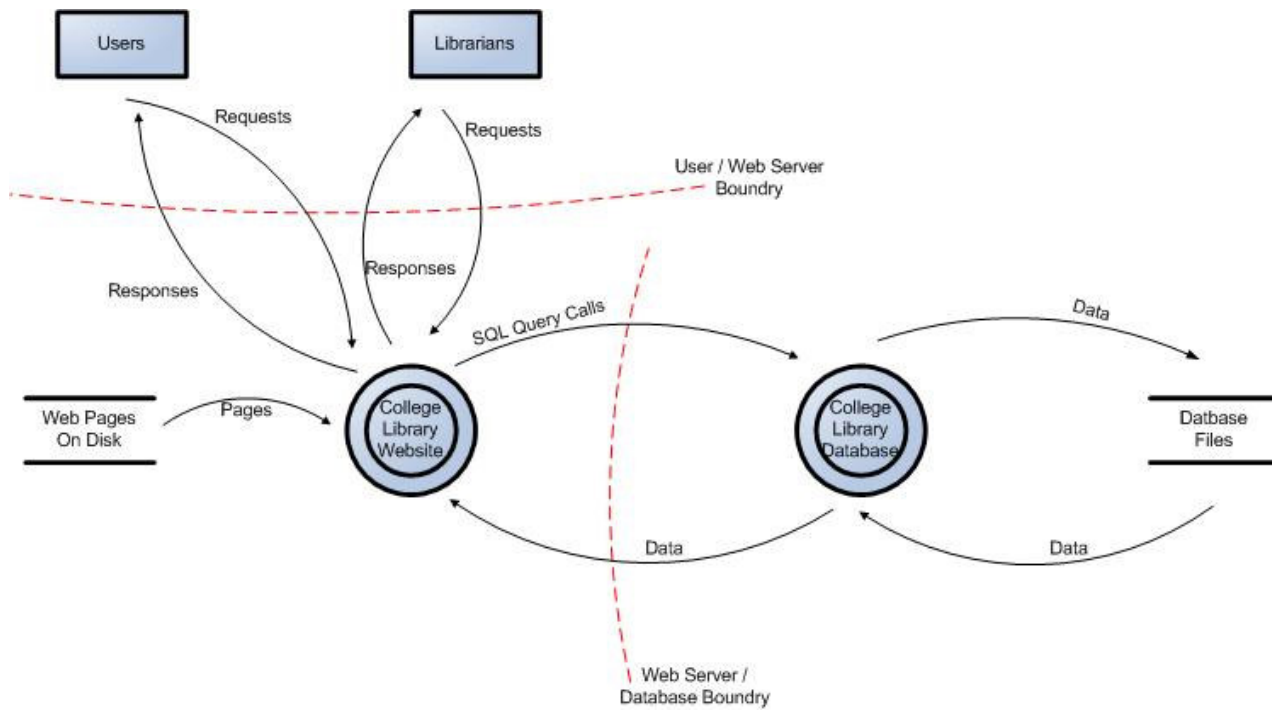 Users
Librarians
Requests
Requests
User / Web Server
Boundry
Responses
Responses
SQL Query Calls
Data
Web Pages
On Disk
Pages
College
Library
Website
College
Library
Database
Datbase
Files
Data
Data
Web Server /
Database Boundry